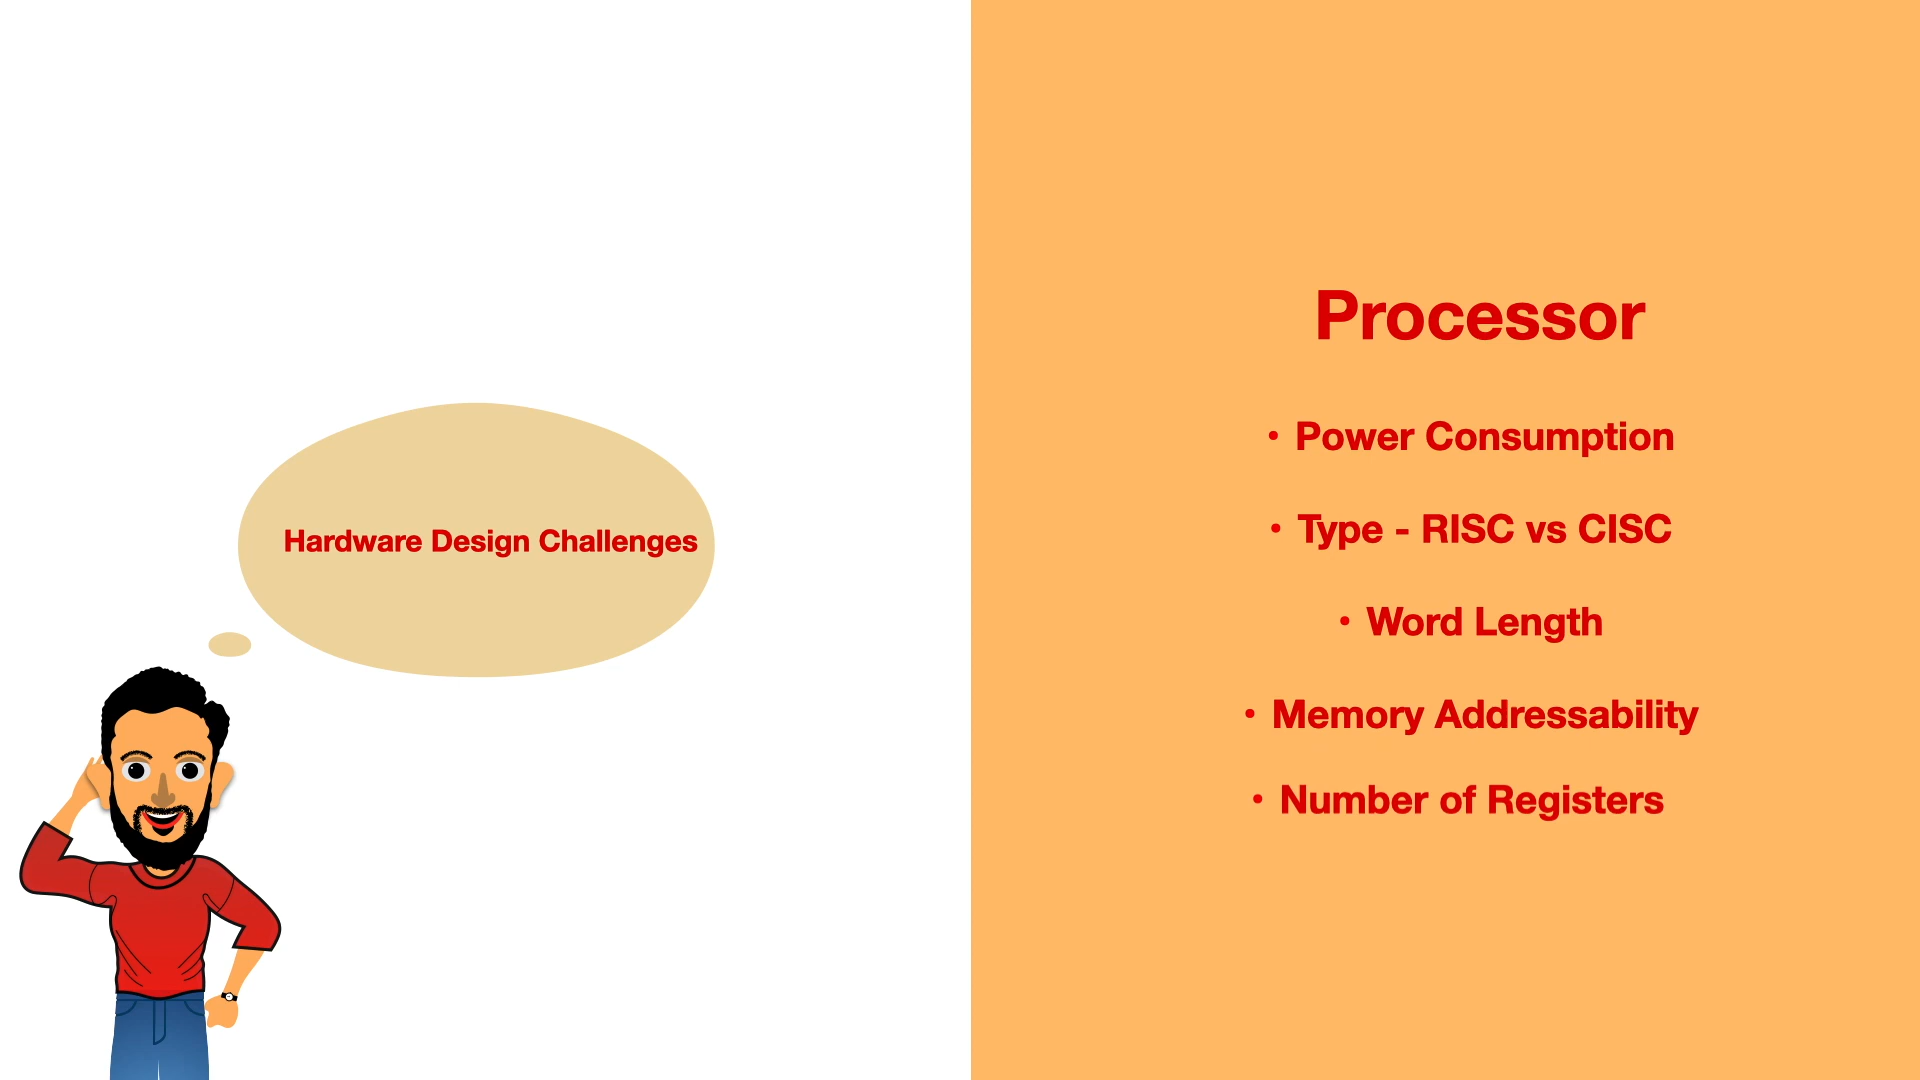 Hardware Design Challenges
Processor
• Power Consumption
• Type - RISC vs CISC
• Word Length
• Memory Addressability
• Number of Registers